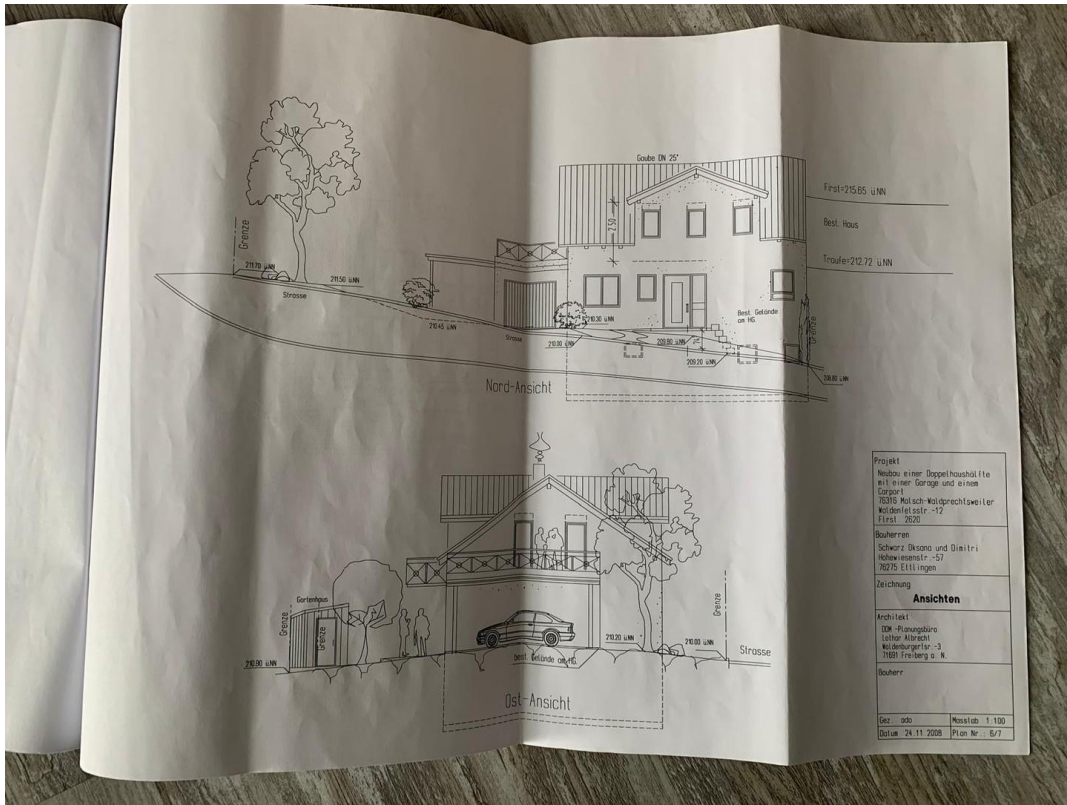 Gaube DN 25°
First=215.65 ü.NN
Best. Haus
Traufe=212.72 ü.NN
2.50
Grenze
211.70 ü.NN
211.50 ü.NN
Strasse
210.45 ü.NN
Strasse
210.30 ü.NN
210.00 ü.NN
Best. Gelände
am HG.
209.80 ü.NN
209.20 ü.NN
Grenze
208.80 ü.NN
Nord-Ansicht
Gartenhaus
Grenze
Grenze
Grenze
210.90 ü.NN
210.20 ü.NN
210.00 ü.NN
Strasse
best. Gelände am HG.
Ost-Ansicht
Projekt
Neubau einer Doppelhaushälfte
mit einer Garage und einem
Carport
76316 Malsch-Waldprechtsweiler
Waldenfelsstr.-12
Flrst. 2620
Bauherren
Schwarz Oksana und Dimitri
Hohewiesenstr.-57
76275 Ettlingen
Zeichnung
Ansichten
Architekt
DOM -Planungsbüro
Lothar Albrecht
Waldenburgerstr.-3
71691 Freiberg a. N.
Bauherr
Gez. ado
Masstab 1:100
Datum 24.11 2008
Plan Nr.: 6/7